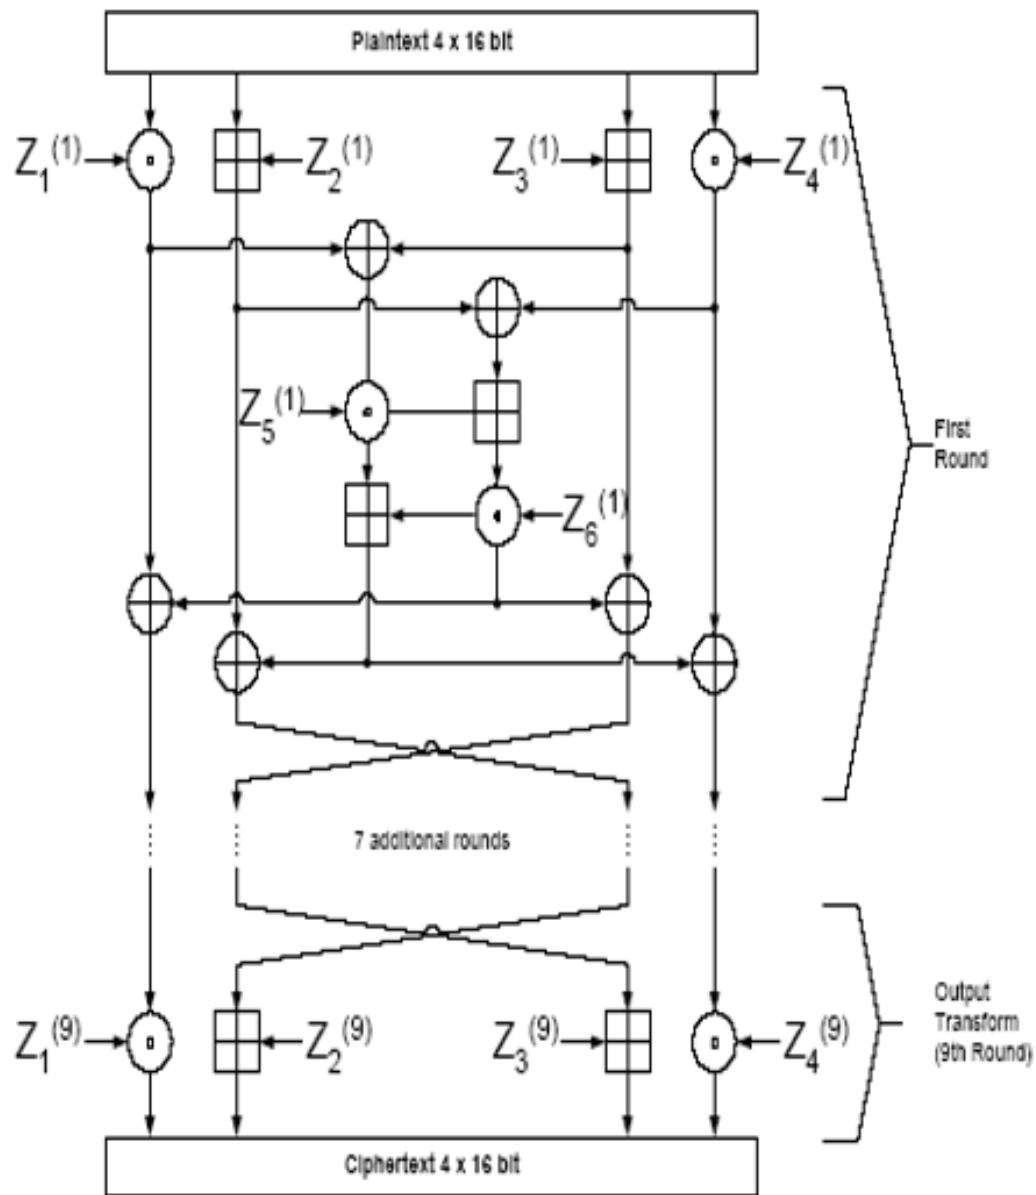 Plaintext 4 x 16 bit
Z₁⁽¹⁾ Z₂⁽¹⁾ Z₃⁽¹⁾ Z₄⁽¹⁾
Z₅⁽¹⁾
First
Round
Z₆⁽¹⁾
7 additional rounds
Output
Transform
(9th Round)
Z₁⁽⁹⁾ Z₂⁽⁹⁾ Z₃⁽⁹⁾ Z₄⁽⁹⁾
Ciphertext 4 x 16 bit